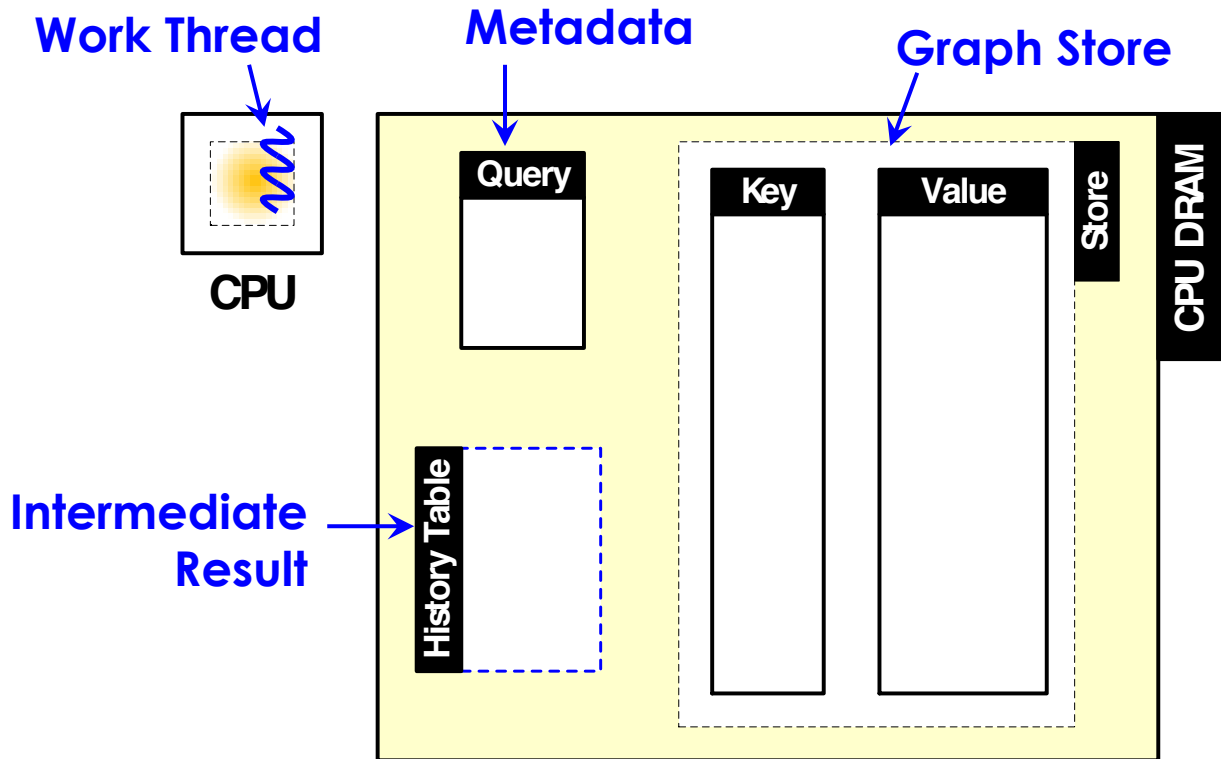 Work Thread
Metadata
Graph Store
CPU
Query
Key
Value
Store
CPU DRAM
Intermediate
Result
History Table